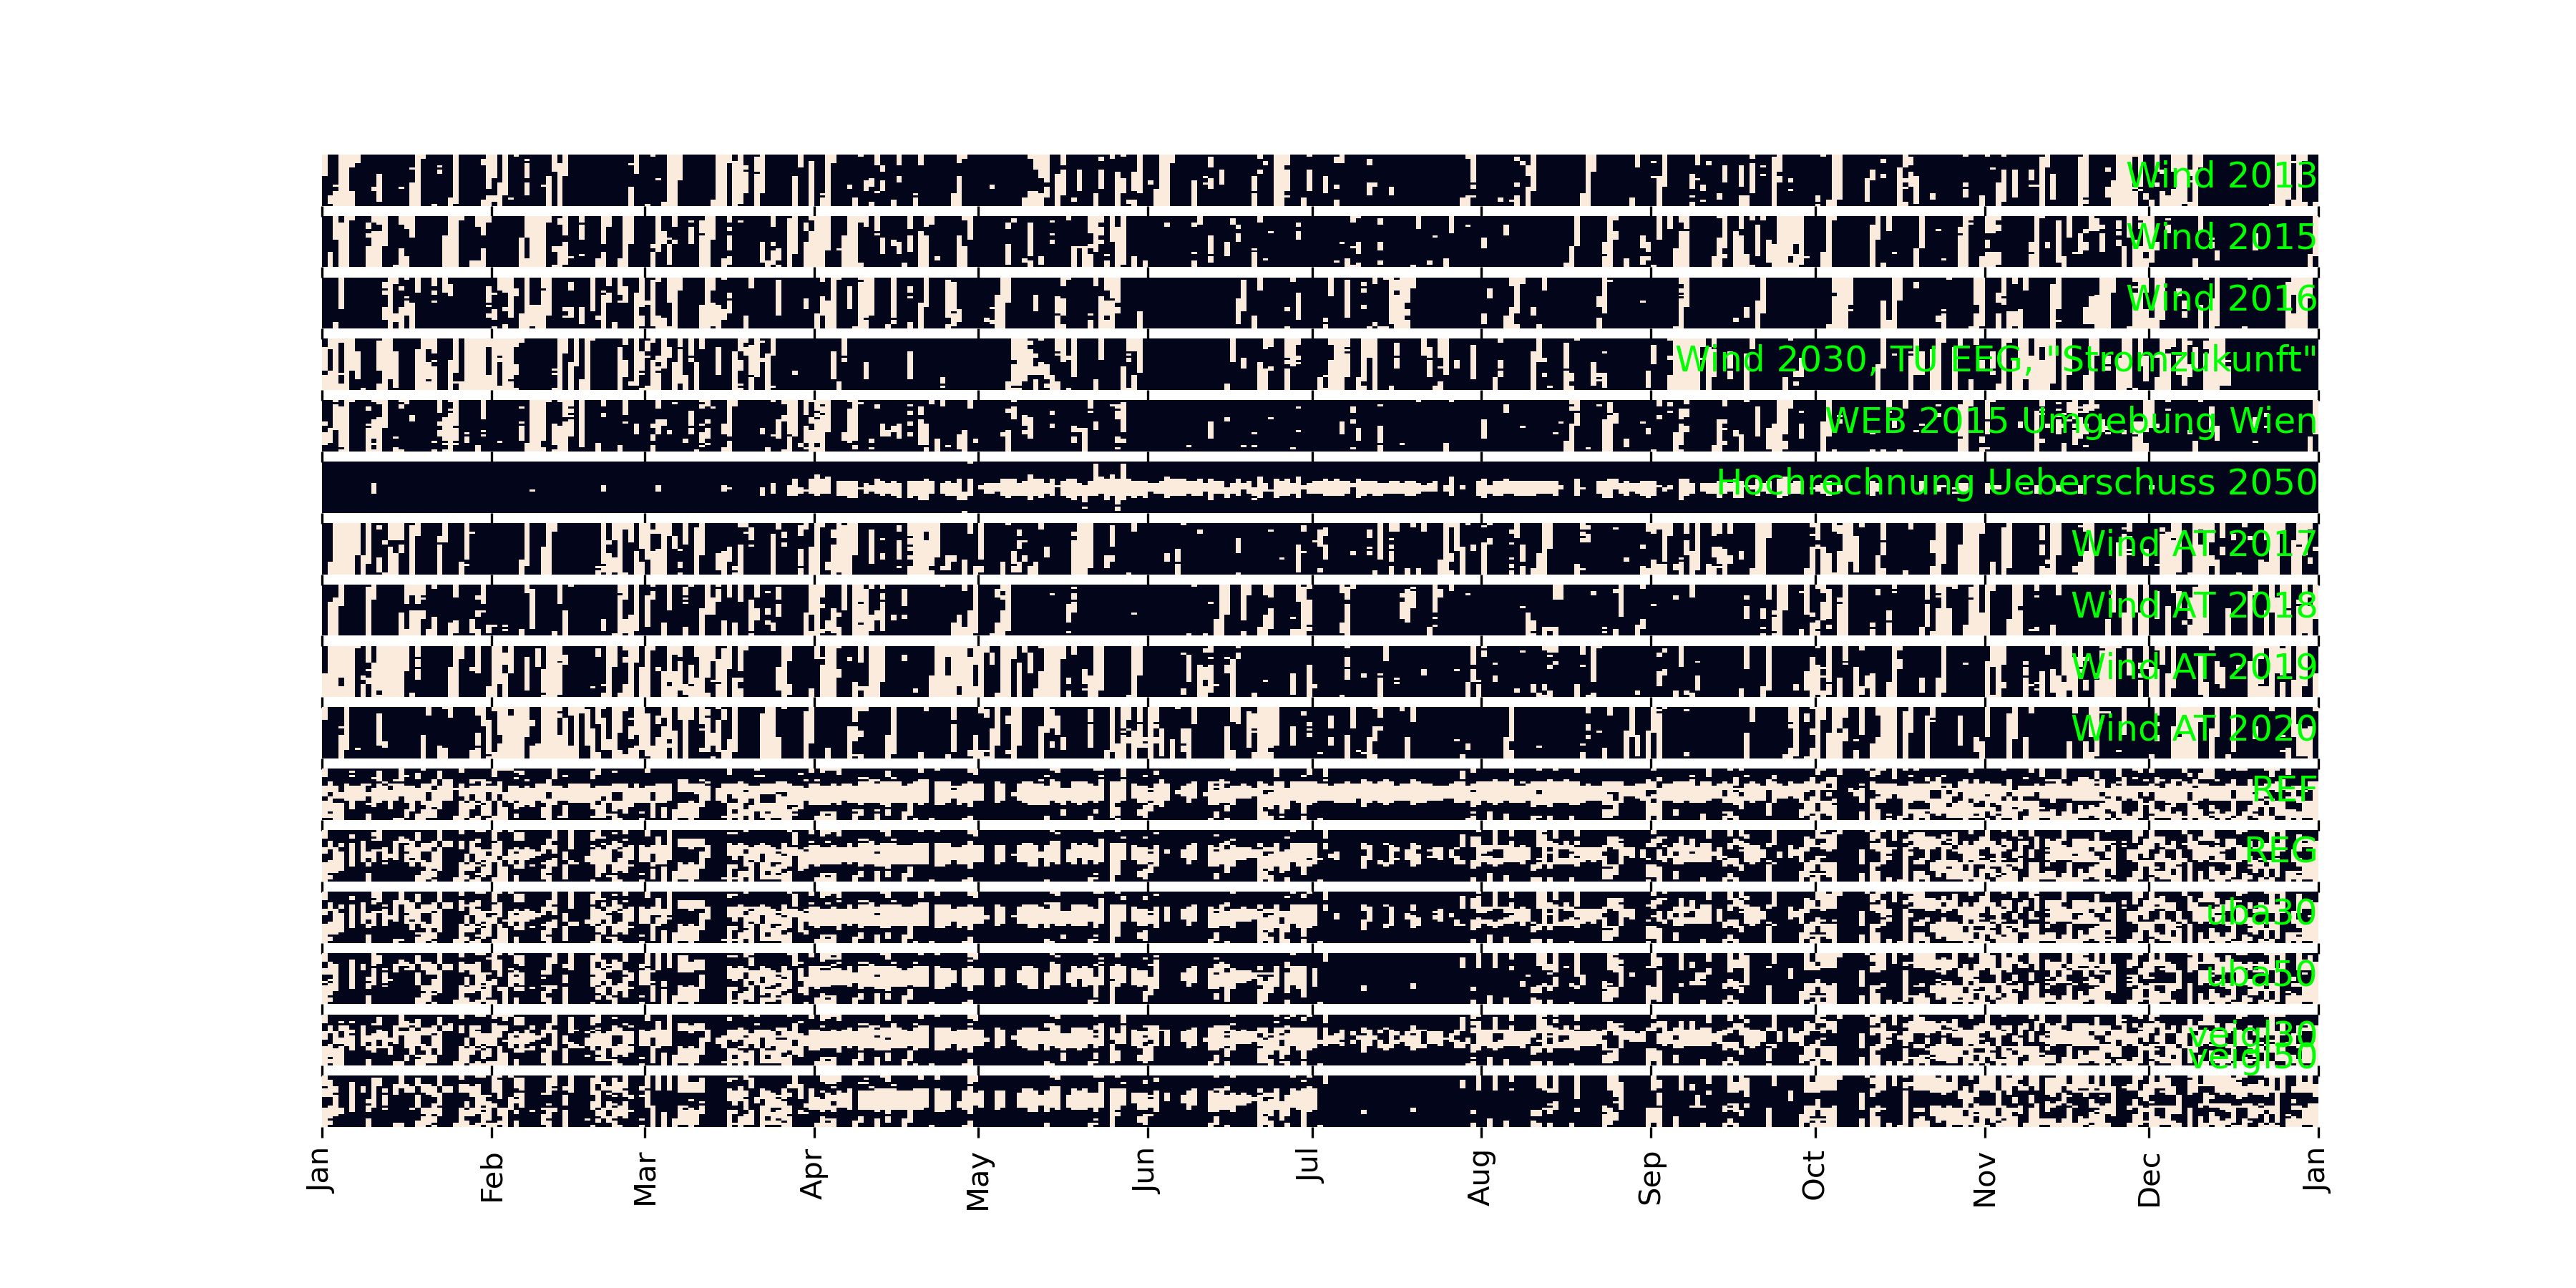 Wind 2013
Wind 2015
Wind 2016
Wind 2030, TU EEG, "Stromzukunft"
WEB 2015 Umgebung Wien
Hochrechnung Ueberschuss 2050
Wind AT 2017
Wind AT 2018
Wind AT 2019
Wind AT 2020
REF
REG
uba30
uba50
veigl30
veigl50
Jan Feb Mar Apr May Jun Jul Aug Sep Oct Nov Dec Jan